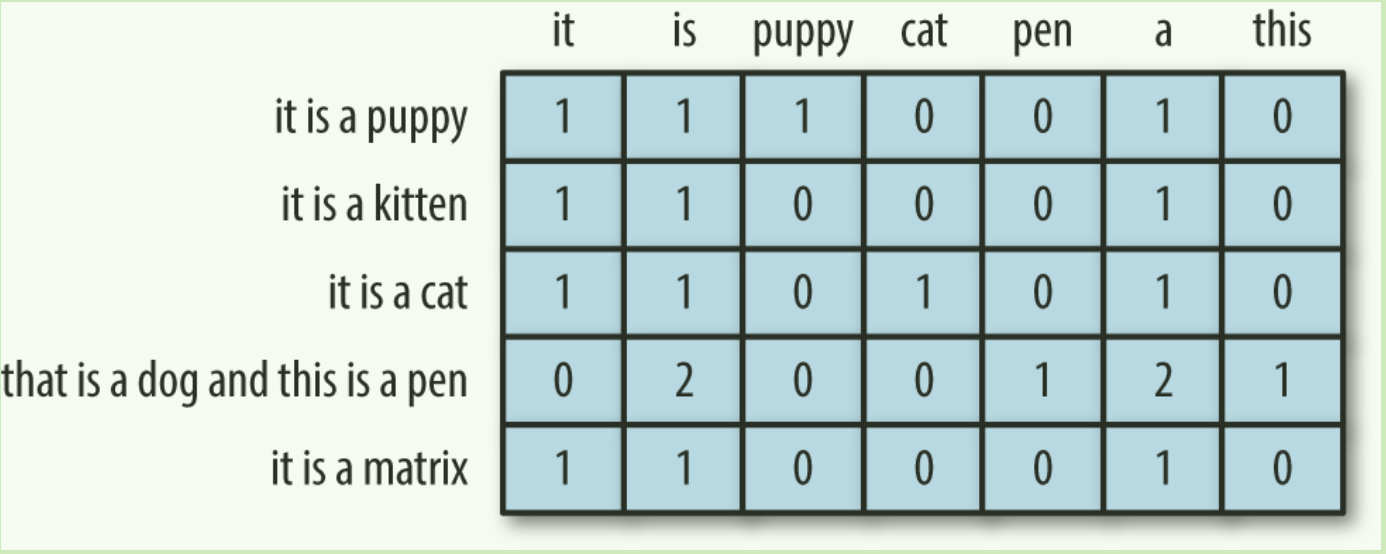 it is puppy cat pen a this
it is a puppy 1 1 1 0 0 1 0
it is a kitten 1 1 0 0 0 1 0
it is a cat 1 1 0 1 0 1 0
that is a dog and this is a pen 0 2 0 0 1 2 1
it is a matrix 1 1 0 0 0 1 0